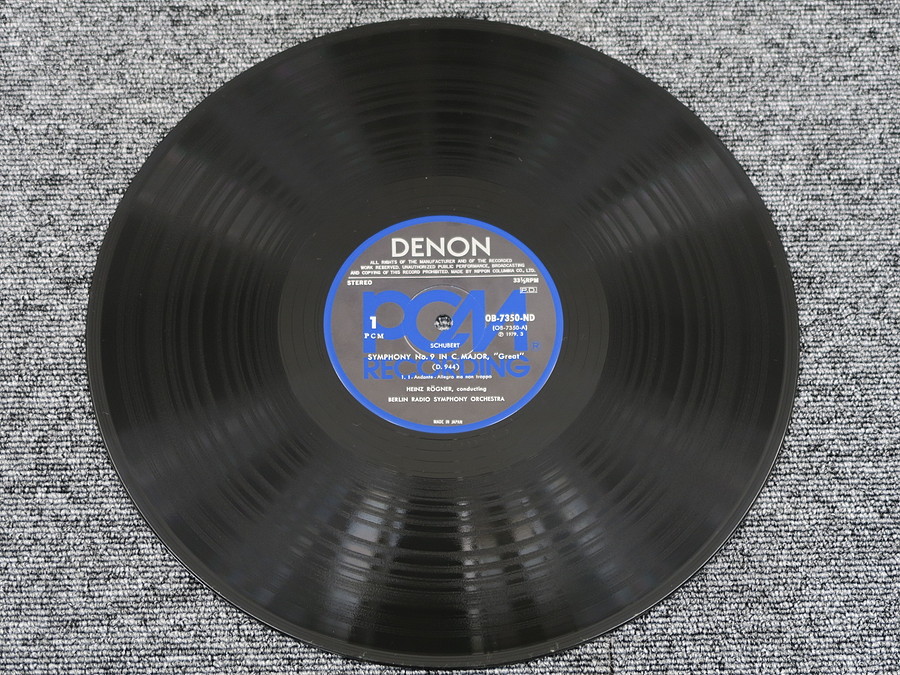 DENON
ALL RIGHTS OF THE MANUFACTURER AND OF THE RECORDED
WORK RESERVED. UNAUTHORIZED PUBLIC PERFORMANCE, BROADCASTING
AND COPYING OF THIS RECORD PROHIBITED. MADE BY NIPPON COLUMBIA CO., LTD.
STEREO 33⅓RPM
PCM
1 OB-7350-ND
PCM (OB-7350-A)
Ⓟ 1979. 3
SCHUBERT ®
SYMPHONY No. 9 IN C MAJOR, "Great"
RECORDING
(D. 944)
1. I. Andante - Allegro ma non troppo
HEINZ RÖGNER, conducting
BERLIN RADIO SYMPHONY ORCHESTRA
MADE IN JAPAN